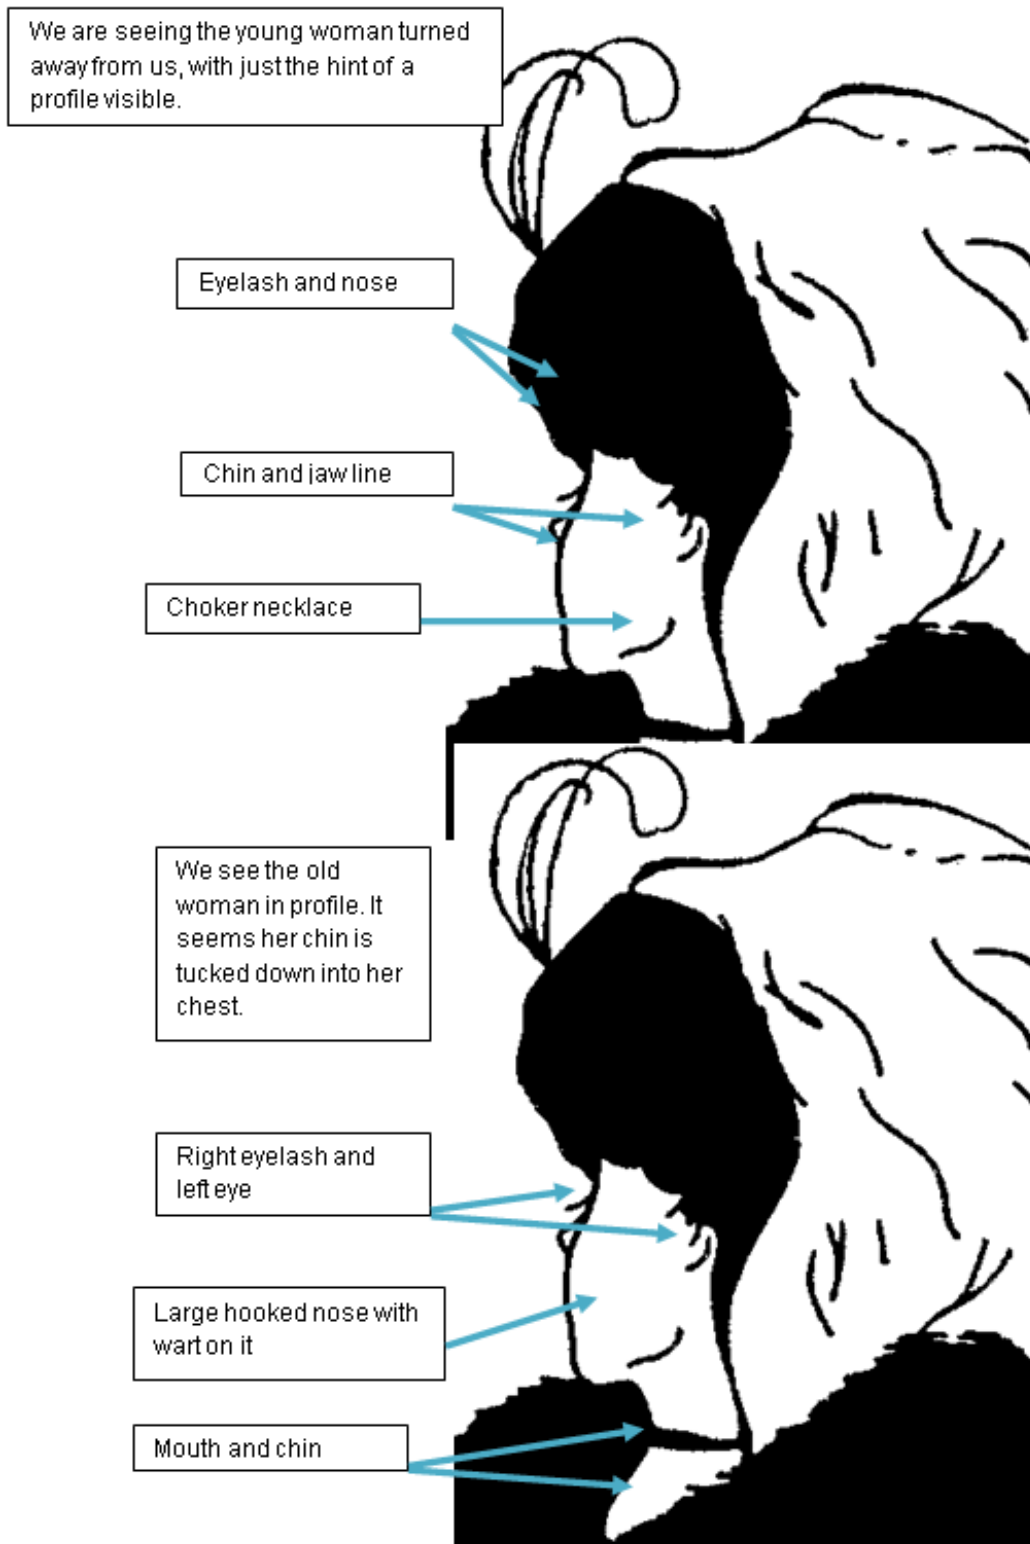 We are seeing the young woman turned
away from us, with just the hint of a
profile visible.
Eyelash and nose
Chin and jaw line
Choker necklace
We see the old
woman in profile. It
seems her chin is
tucked down into her
chest.
Right eyelash and
left eye
Large hooked nose with
wart on it
Mouth and chin